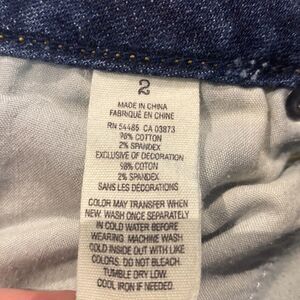 2
MADE IN CHINA
FABRIQUÉ EN CHINE
RN 54485 CA 03873
98% COTTON
2% SPANDEX
EXCLUSIVE OF DECORATION
98% COTON
2% SPANDEX
SANS LES DÉCORATIONS
COLOR MAY TRANSFER WHEN
NEW. WASH ONCE SEPARATELY
IN COLD WATER BEFORE
WEARING. MACHINE WASH
COLD INSIDE OUT WITH LIKE
COLORS. DO NOT BLEACH.
TUMBLE DRY LOW.
COOL IRON IF NEEDED.